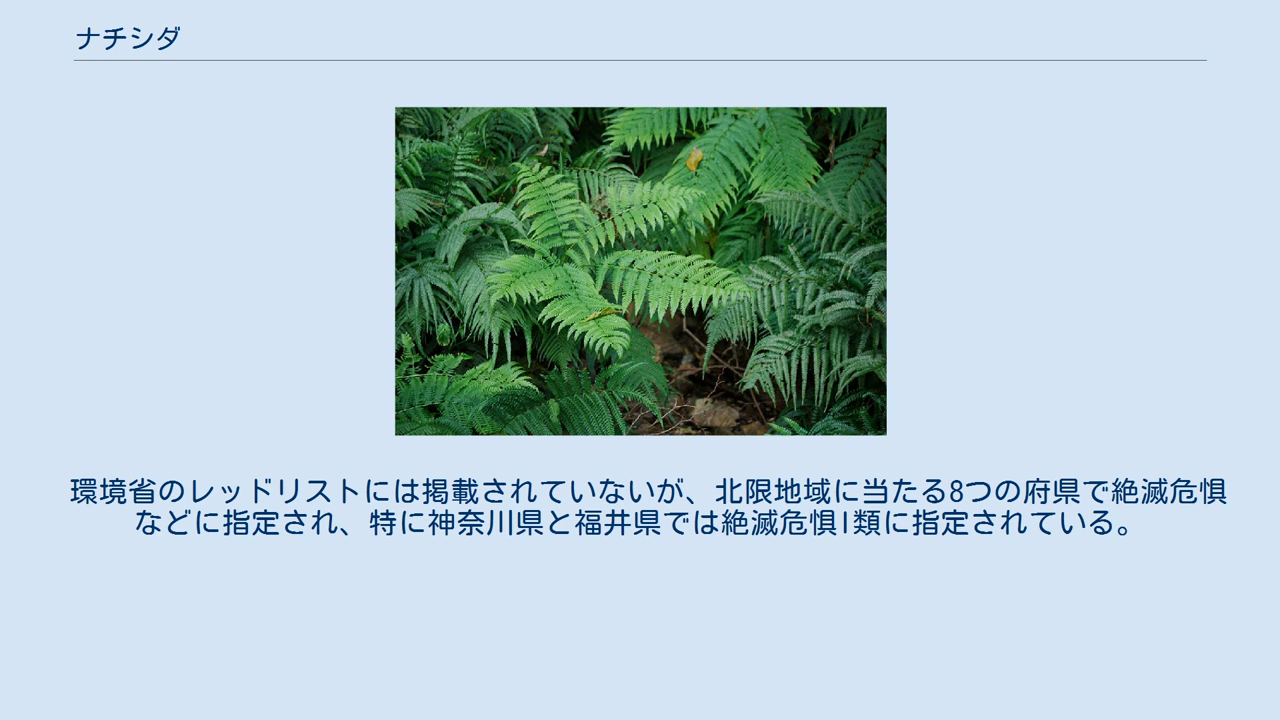 ナチシダ
環境省のレッドリストには掲載されていないが、北限地域に当たる8つの府県で絶滅危惧
などに指定され、特に神奈川県と福井県では絶滅危惧I類に指定されている。